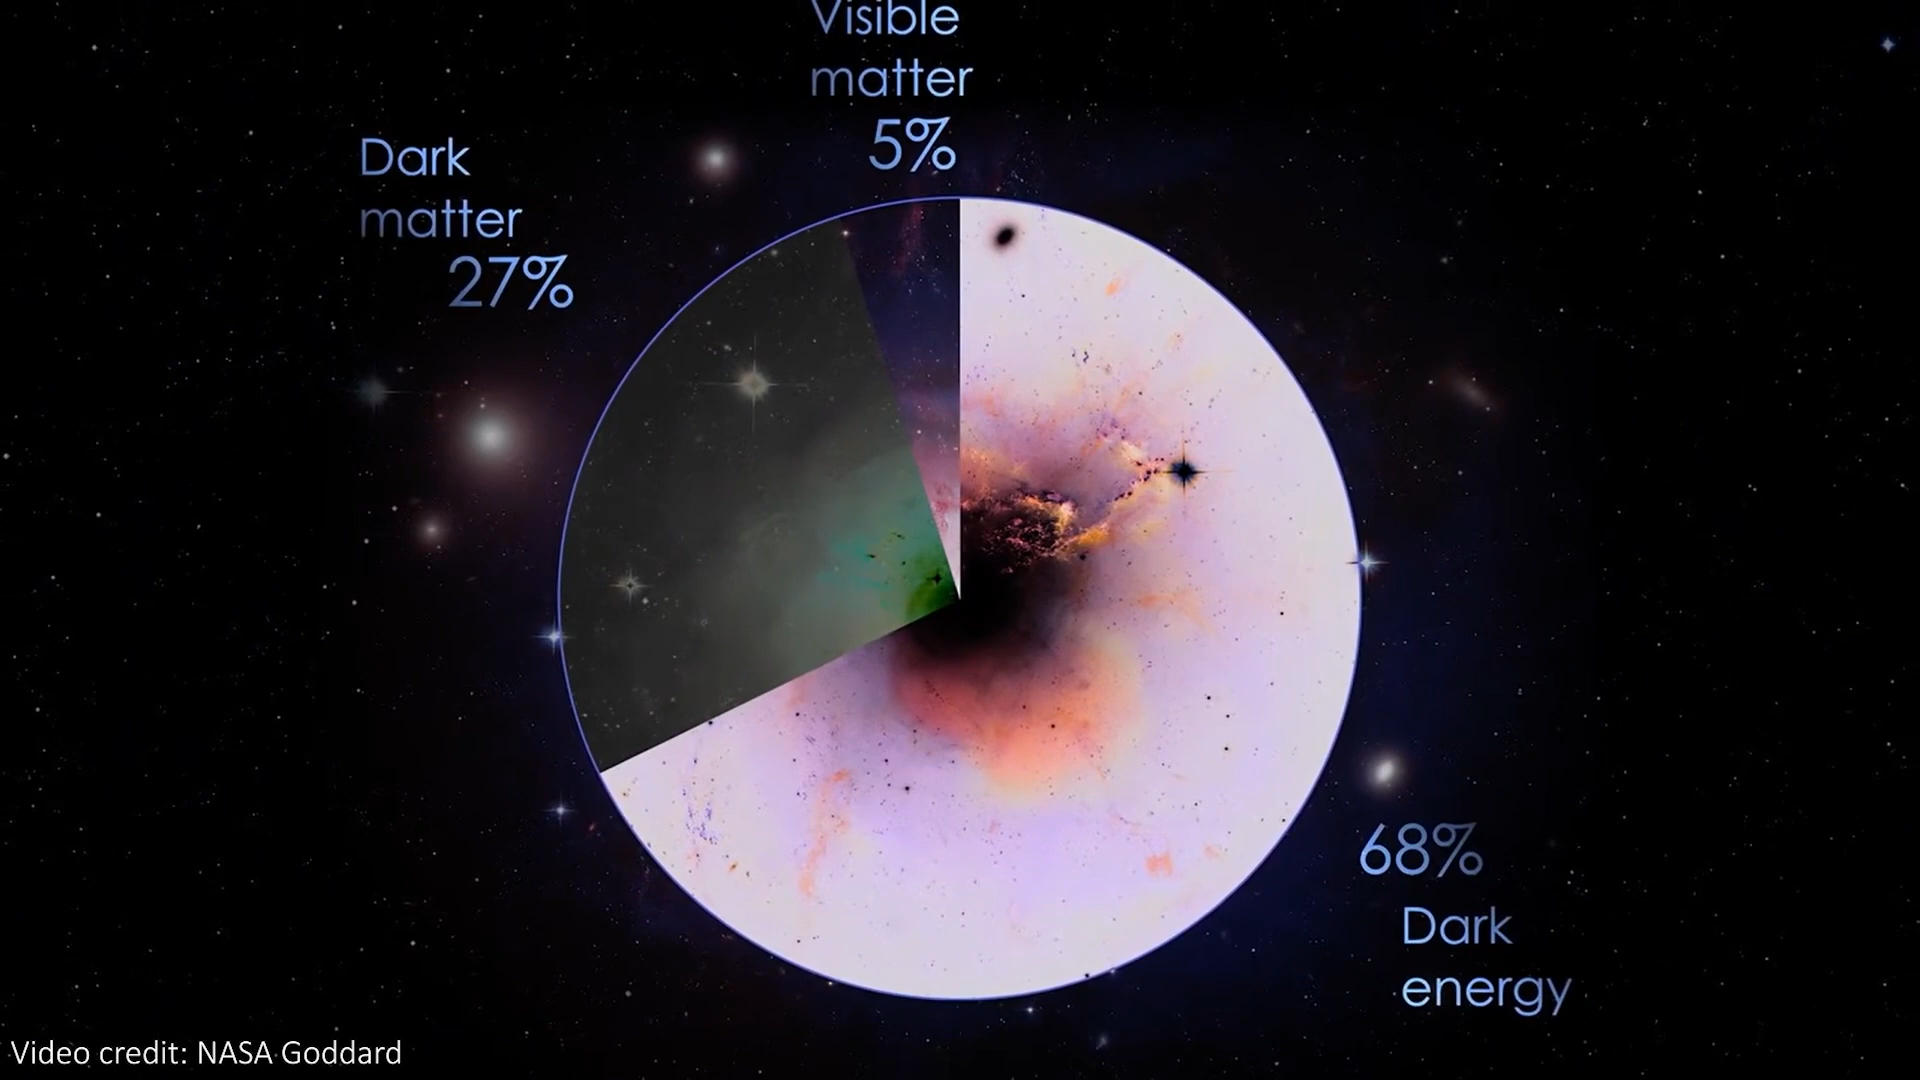 Visible
matter
5%
Dark
matter
27%
68%
Dark
energy
Video credit: NASA Goddard